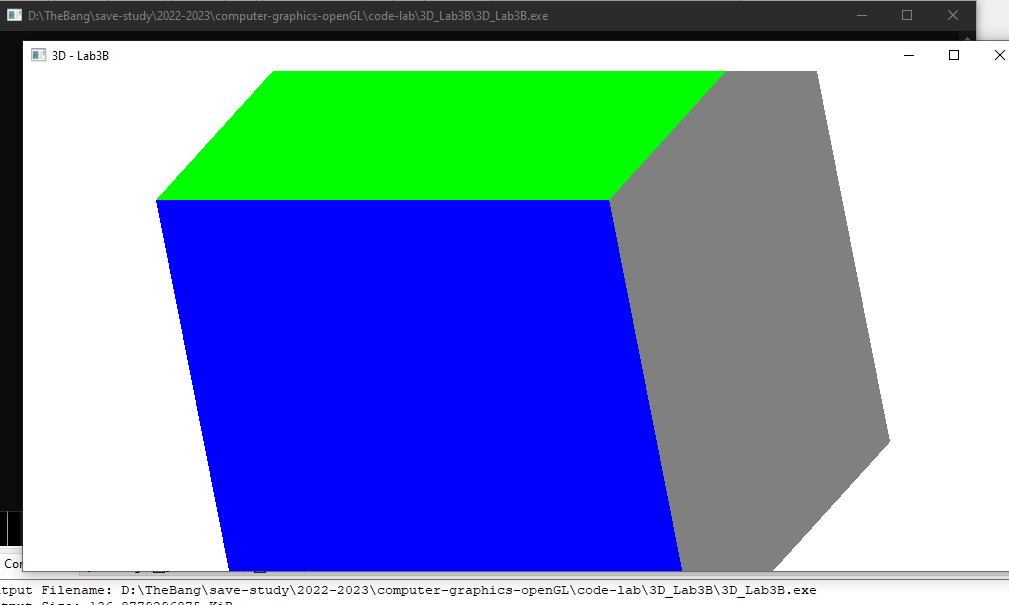 D:\TheBang\save-study\2022-2023\computer-graphics-openGL\code-lab\3D_Lab3B\3D_Lab3B.exe
3D - Lab3B
Cor
tput Filename: D:\TheBang\save-study\2022-2023\computer-graphics-openGL\code-lab\3D_Lab3B\3D_Lab3B.exe